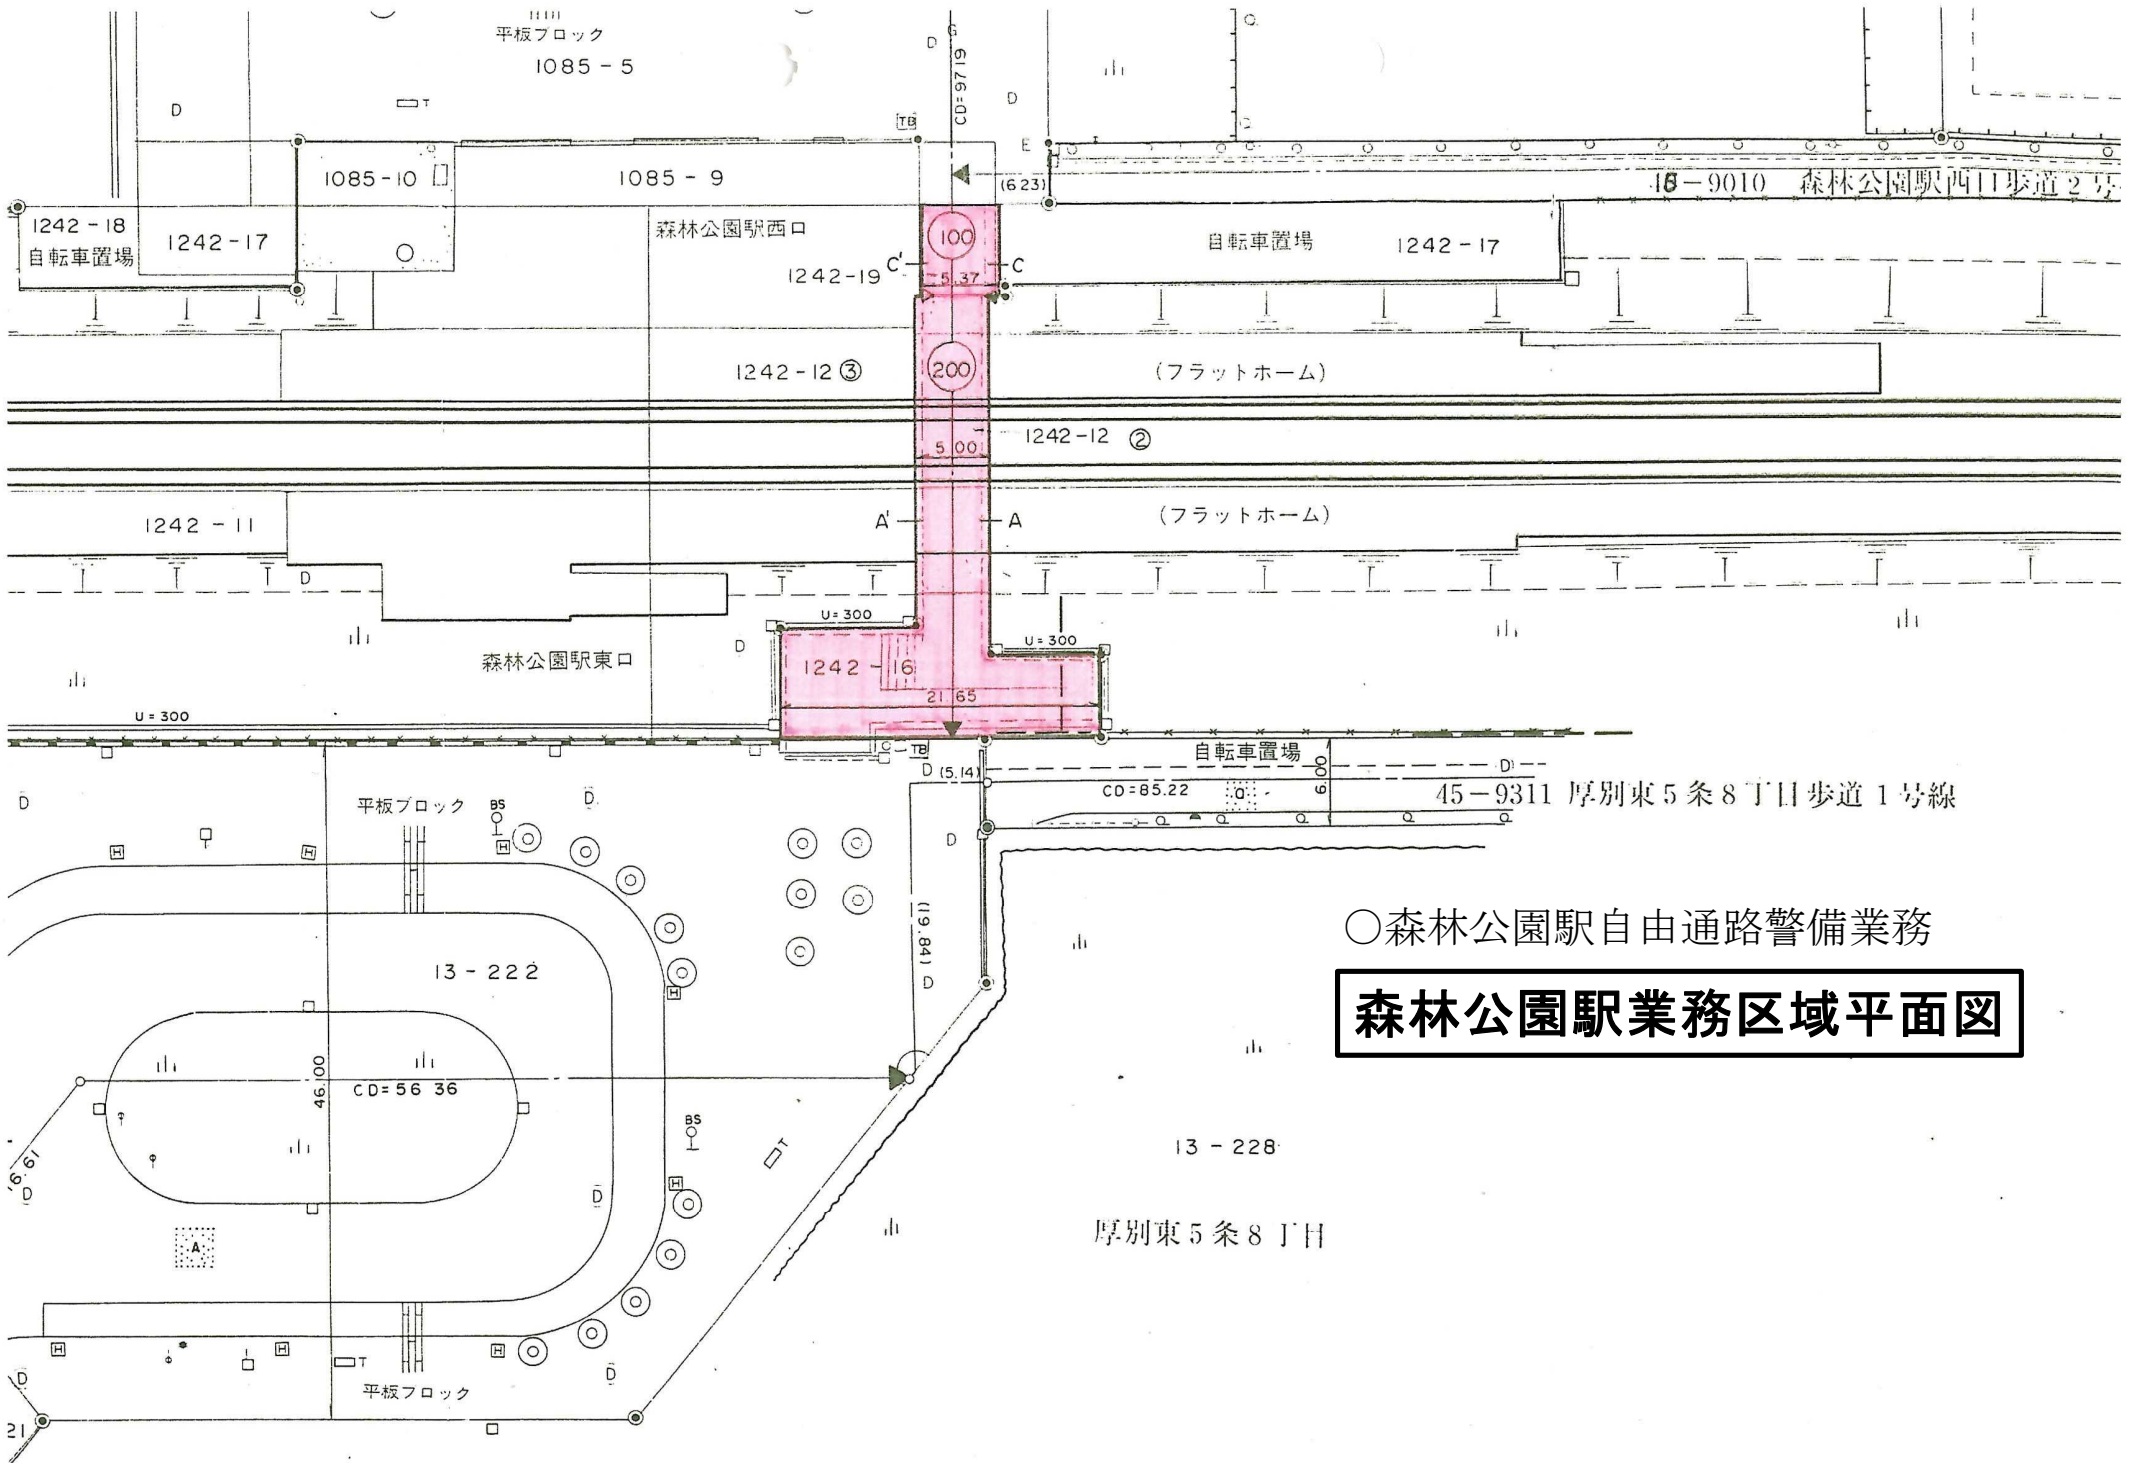 平板ブロック
1085-5
D
G
CD=97.19
D
T
D
TB
E
1085-10
1085-9
(6.23)
-9010 森林公園駅西口歩道2号
1242-18
自転車置場
1242-17
森林公園駅西口
100
自転車置場
1242-17
1242-19
C'
C
5.37
1242-12③
200
(フラットホーム)
1242-12 ②
5.00
1242-11
A'
A
(フラットホーム)
D
U=300
U=300
森林公園駅東口
D
1242-16
21.65
U=300
TB
自転車置場
D (5.14)
D
CD=85.22
6.00
45-9311 厚別東5条8丁目歩道1号線
D
平板ブロック
BS
D
D
H
H
H
(19.84)
D
○森林公園駅自由通路警備業務
13-222
H
森林公園駅業務区域平面図
46.00
CD=56 36
BS
T
13-228
19.91
D
H
D
厚別東5条8丁目
A
H
H
H
T
D
D
平板フロック
21